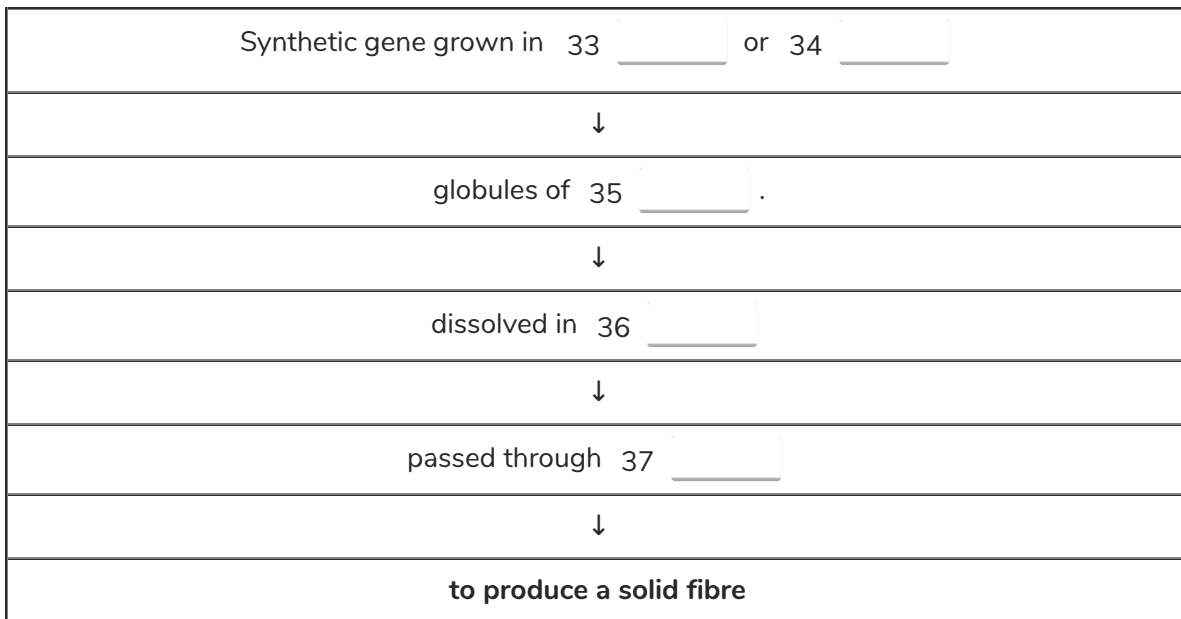 Synthetic gene grown in 33 or 34
↓
globules of 35 .
↓
dissolved in 36
↓
passed through 37
↓
to produce a solid fibre